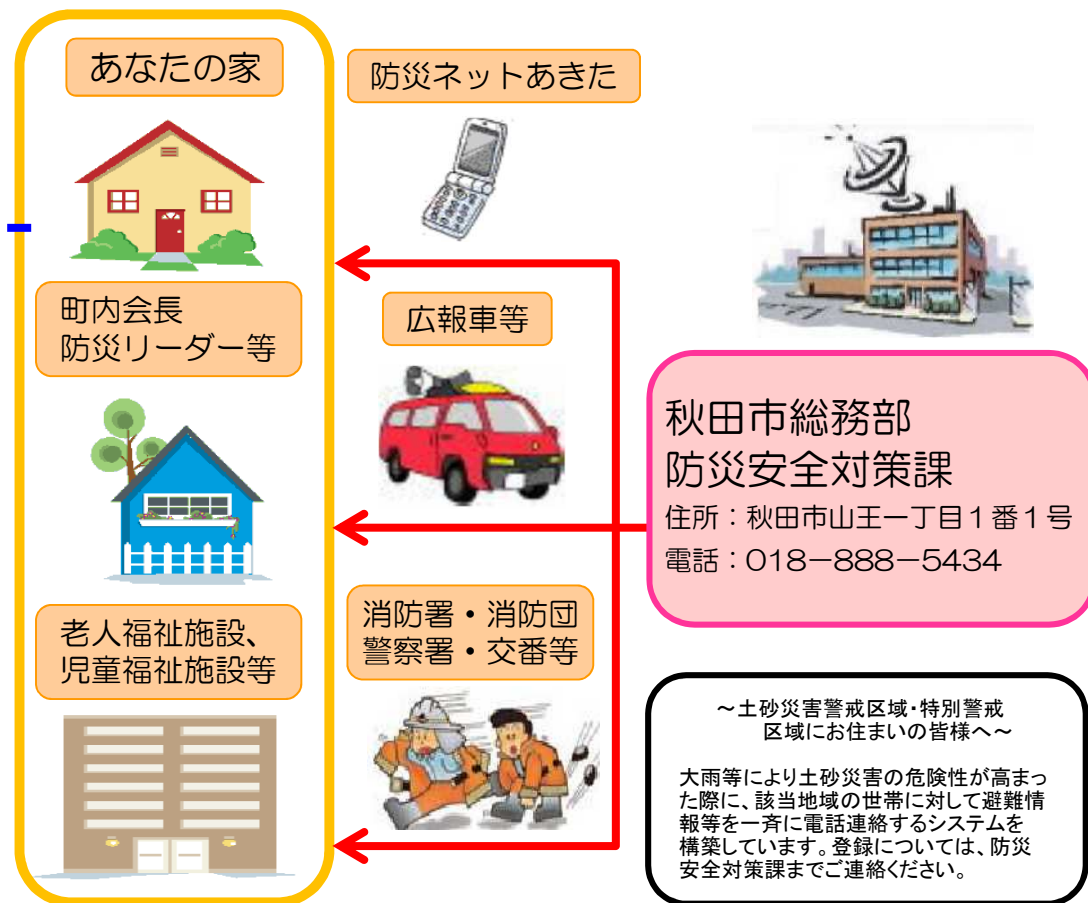 あなたの家
町内会長
防災リーダー等
老人福祉施設、
児童福祉施設等
防災ネットあきた
広報車等
消防署・消防団
警察署・交番等
秋田市総務部
防災安全対策課
住所：秋田市山王一丁目１番１号
電話：018－888－5434
～土砂災害警戒区域・特別警戒
区域にお住まいの皆様へ～
大雨等により土砂災害の危険性が高まっ
た際に、該当地域の世帯に対して避難情
報等を一斉に電話連絡するシステムを
構築しています。登録については、防災
安全対策課までご連絡ください。